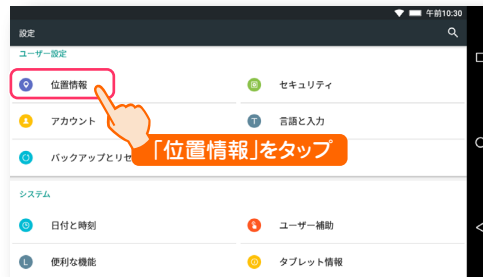 午前10:30
設定
ユーザー設定
位置情報
セキュリティ
アカウント
言語と入力
バックアップとリセ
「位置情報」をタップ
システム
日付と時刻
ユーザー補助
便利な機能
タブレット情報